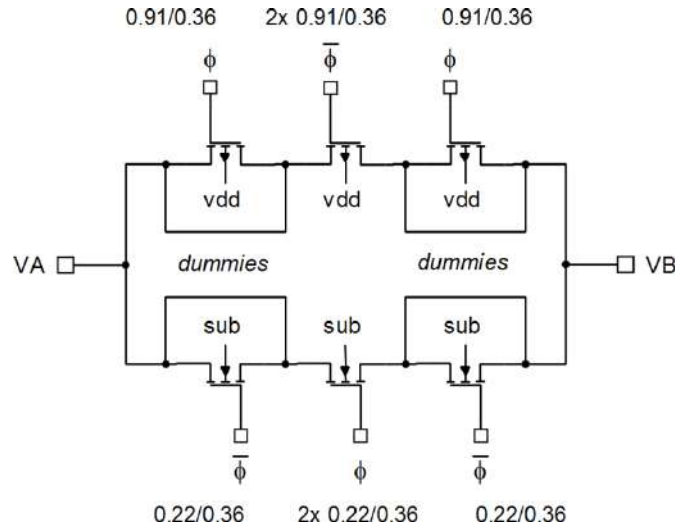 0.91/0.36 2x 0.91/0.36 0.91/0.36
ϕ ϕ̅ ϕ
vdd vdd vdd
VA dummies dummies VB
sub sub sub
ϕ̅ ϕ ϕ̅
0.22/0.36 2x 0.22/0.36 0.22/0.36